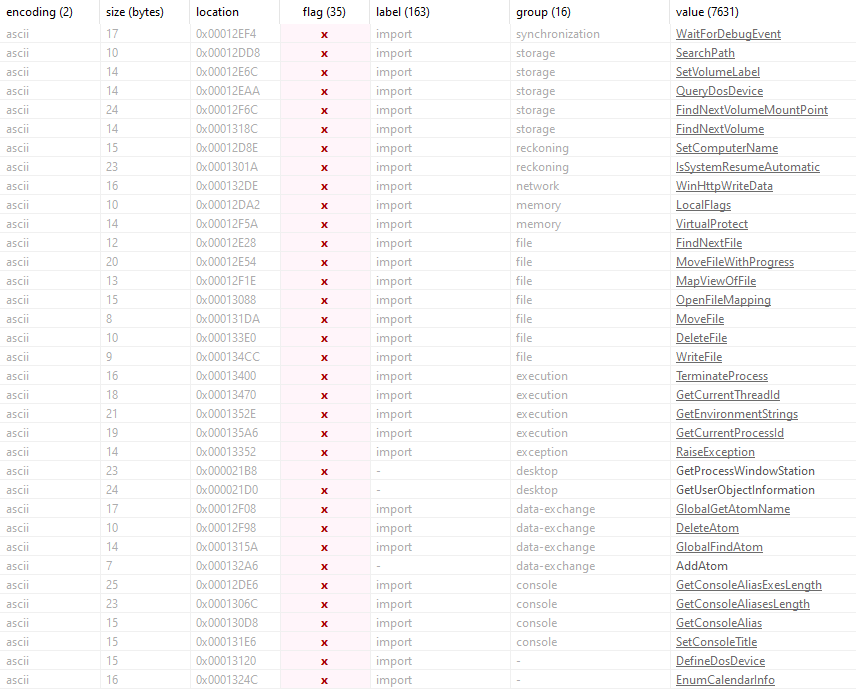 encoding (2) size (bytes) location flag (35) label (163) group (16) value (7631)
ascii 17 0x00012EF4 x import synchronization WaitForDebugEvent
ascii 10 0x00012DD8 x import storage SearchPath
ascii 14 0x00012E6C x import storage SetVolumeLabel
ascii 14 0x00012EAA x import storage QueryDosDevice
ascii 24 0x00012F6C x import storage FindNextVolumeMountPoint
ascii 14 0x0001318C x import storage FindNextVolume
ascii 15 0x00012D8E x import reckoning SetComputerName
ascii 23 0x0001301A x import reckoning IsSystemResumeAutomatic
ascii 16 0x000132DE x import network WinHttpWriteData
ascii 10 0x00012DA2 x import memory LocalFlags
ascii 14 0x00012F5A x import memory VirtualProtect
ascii 12 0x00012E28 x import file FindNextFile
ascii 20 0x00012E54 x import file MoveFileWithProgress
ascii 13 0x00012F1E x import file MapViewOfFile
ascii 15 0x00013088 x import file OpenFileMapping
ascii 8 0x000131DA x import file MoveFile
ascii 10 0x000133E0 x import file DeleteFile
ascii 9 0x000134CC x import file WriteFile
ascii 16 0x00013400 x import execution TerminateProcess
ascii 18 0x00013470 x import execution GetCurrentThreadId
ascii 21 0x0001352E x import execution GetEnvironmentStrings
ascii 19 0x000135A6 x import execution GetCurrentProcessId
ascii 14 0x00013352 x import exception RaiseException
ascii 23 0x000021B8 x - desktop GetProcessWindowStation
ascii 24 0x000021D0 x - desktop GetUserObjectInformation
ascii 17 0x00012F08 x import data-exchange GlobalGetAtomName
ascii 10 0x00012F98 x import data-exchange DeleteAtom
ascii 14 0x0001315A x import data-exchange GlobalFindAtom
ascii 7 0x000132A6 x - data-exchange AddAtom
ascii 25 0x00012DE6 x import console GetConsoleAliasExesLength
ascii 23 0x0001306C x import console GetConsoleAliasesLength
ascii 15 0x000130D8 x import console GetConsoleAlias
ascii 15 0x000131E6 x import console SetConsoleTitle
ascii 15 0x00013120 x import - DefineDosDevice
ascii 16 0x0001324C x import - EnumCalendarInfo